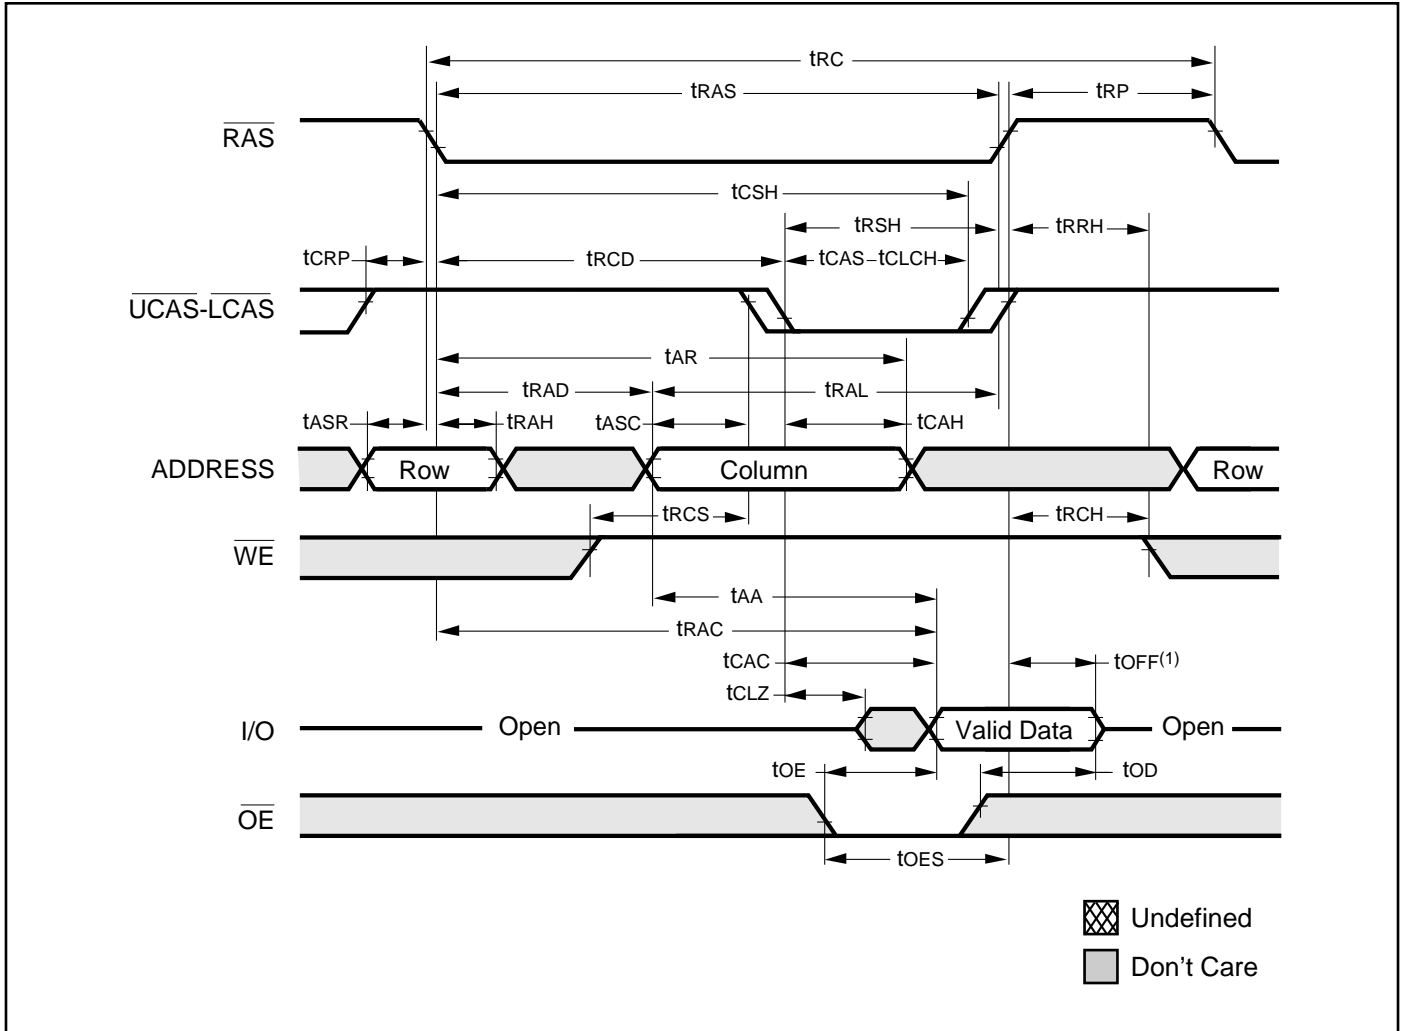 tRC
tRAS
tRP
RAS
tCSH
tRSH
tRRH
tCRP
tRCD
tCAS-tCLCH
UCAS-LCAS
tAR
tRAD
tRAL
tASR
tRAH
tASC
tCAH
ADDRESS
Row
Column
Row
tRCS
tRCH
WE
tAA
tRAC
tCAC
tOFF(1)
tCLZ
I/O
Open
Valid Data
Open
tOE
tOD
OE
tOES
Undefined
Don't Care